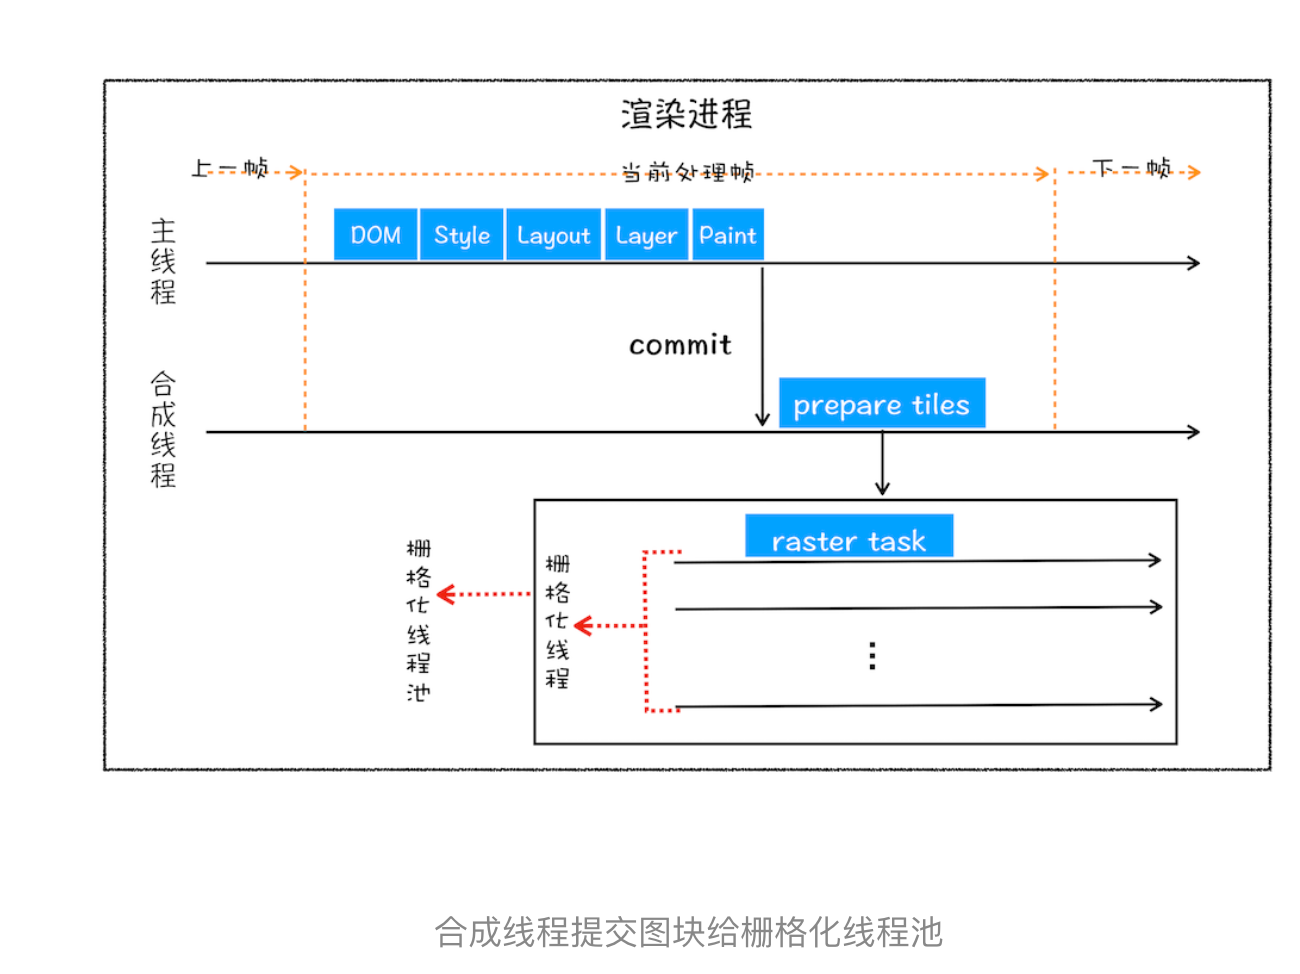 渲染进程
上一帧
当前处理帧
下一帧
主线程
DOM
Style
Layout
Layer
Paint
commit
合成线程
prepare tiles
raster task
栅格化线程池
栅格化线程
合成线程提交图块给栅格化线程池